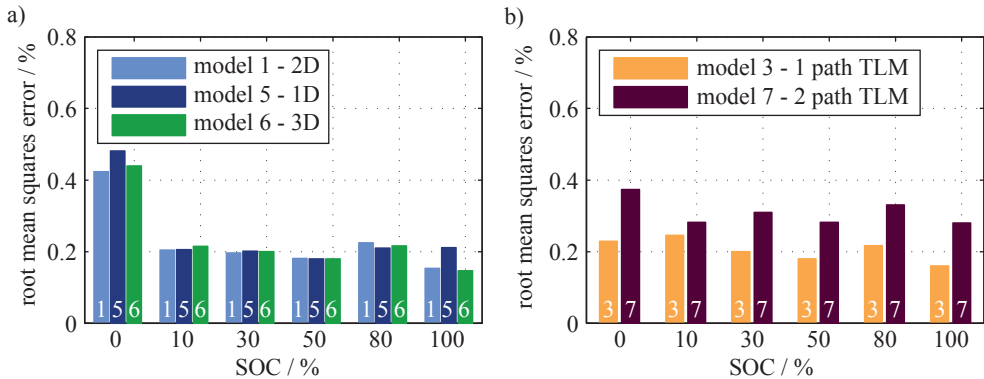 a)
root mean squares error / %
0.8
0.6
0.4
0.2
0
model 1 - 2D
model 5 - 1D
model 6 - 3D
1 5 6 1 5 6 1 5 6 1 5 6 1 5 6 1 5 6
0 10 30 50 80 100
SOC / %
b)
root mean squares error / %
0.8
0.6
0.4
0.2
0
model 3 - 1 path TLM
model 7 - 2 path TLM
3 7 3 7 3 7 3 7 3 7 3 7
0 10 30 50 80 100
SOC / %